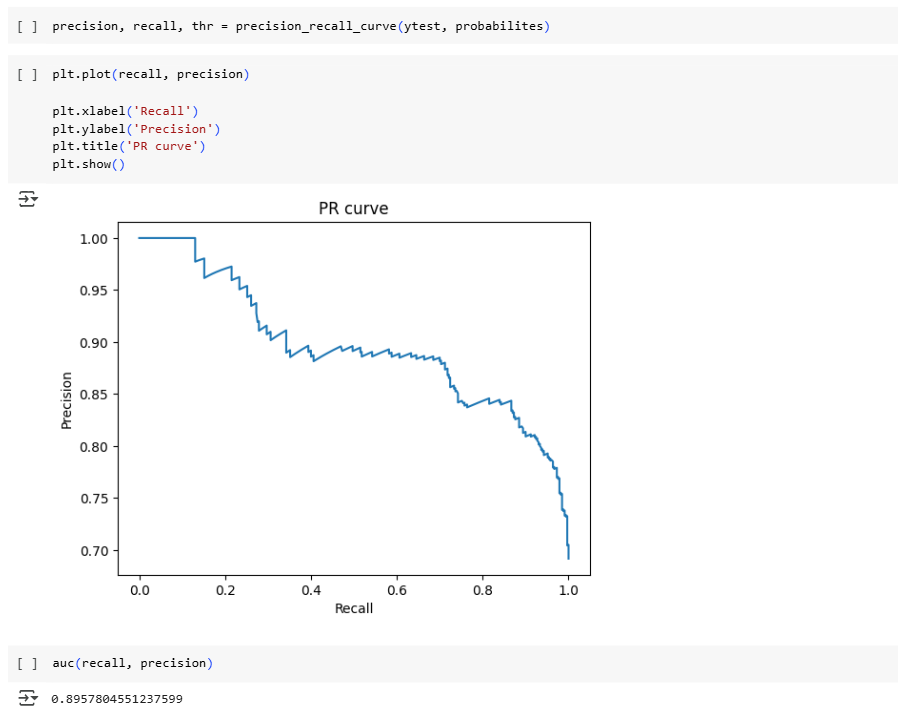 [ ] precision, recall, thr = precision_recall_curve(ytest, probabilites)
[ ] plt.plot(recall, precision)
plt.xlabel('Recall')
plt.ylabel('Precision')
plt.title('PR curve')
plt.show()
PR curve
1.00
0.95
0.90
0.85
0.80
0.75
0.70
Precision
0.0 0.2 0.4 0.6 0.8 1.0
Recall
[ ] auc(recall, precision)
0.8957804551237599